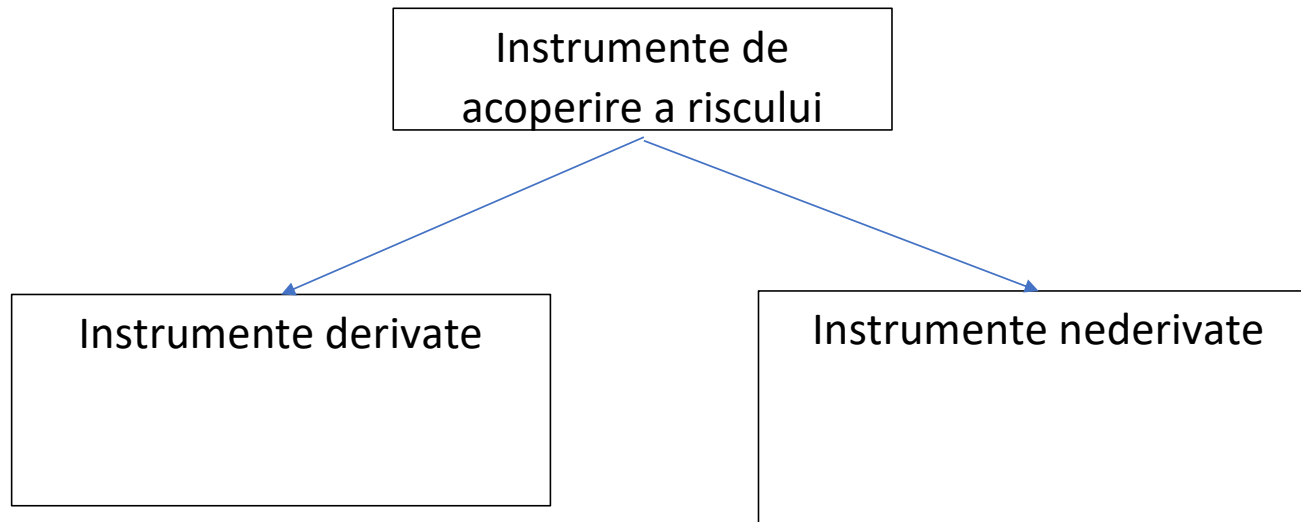 Instrumente de
acoperire a riscului
Instrumente derivate
Instrumente nederivate